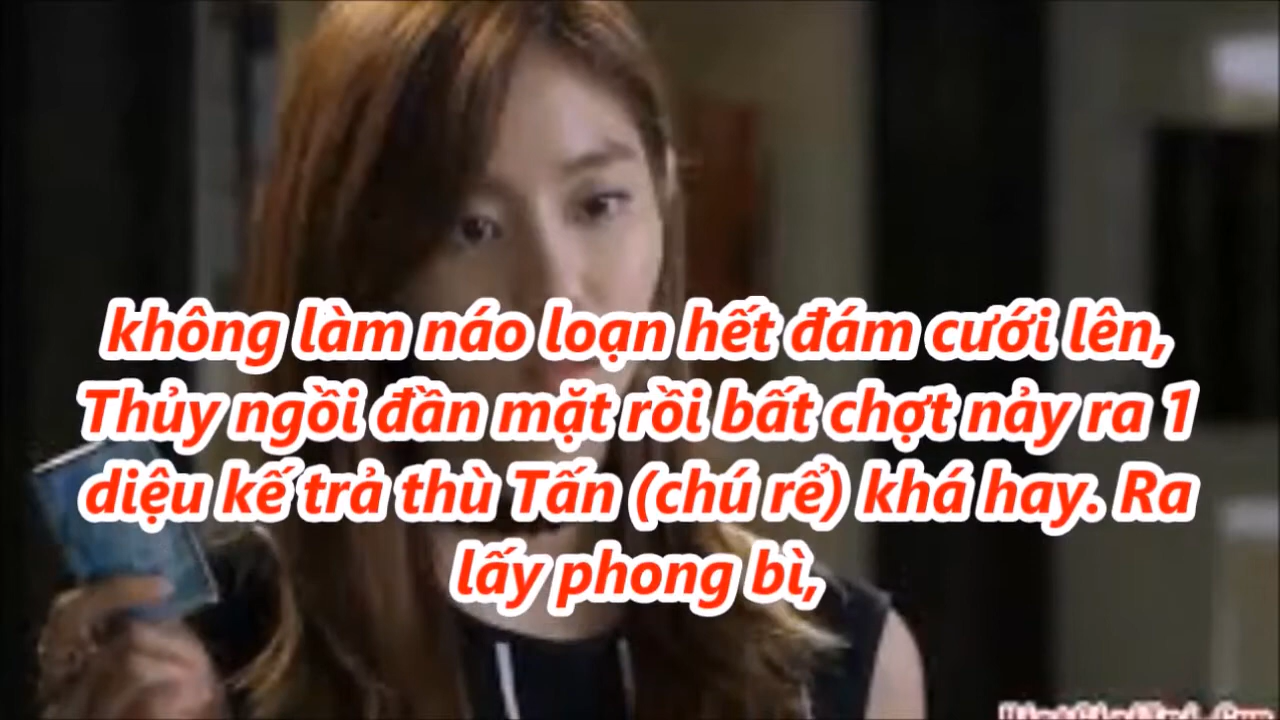 không làm náo loạn hết đám cưới lên,
Thủy ngồi đần mặt rồi bất chợt nảy ra 1
diệu kế trả thù Tấn (chú rể) khá hay. Ra
lấy phong bì,